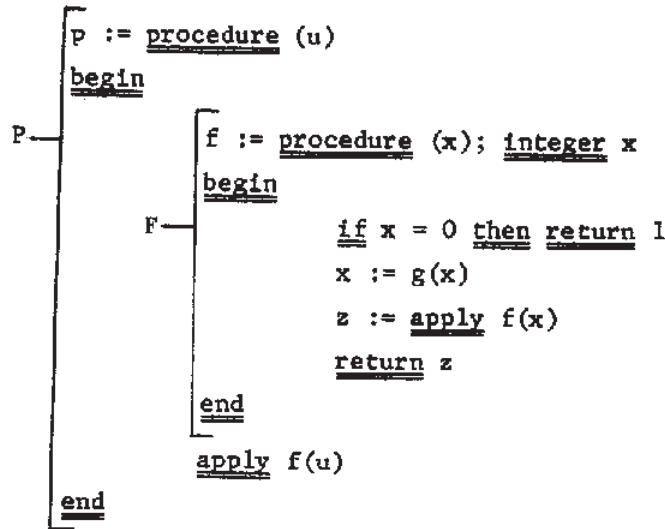 p := procedure (u)
begin
P
f := procedure (x); integer x
begin
F
if x = 0 then return 1
x := g(x)
z := apply f(x)
return z
end
apply f(u)
end